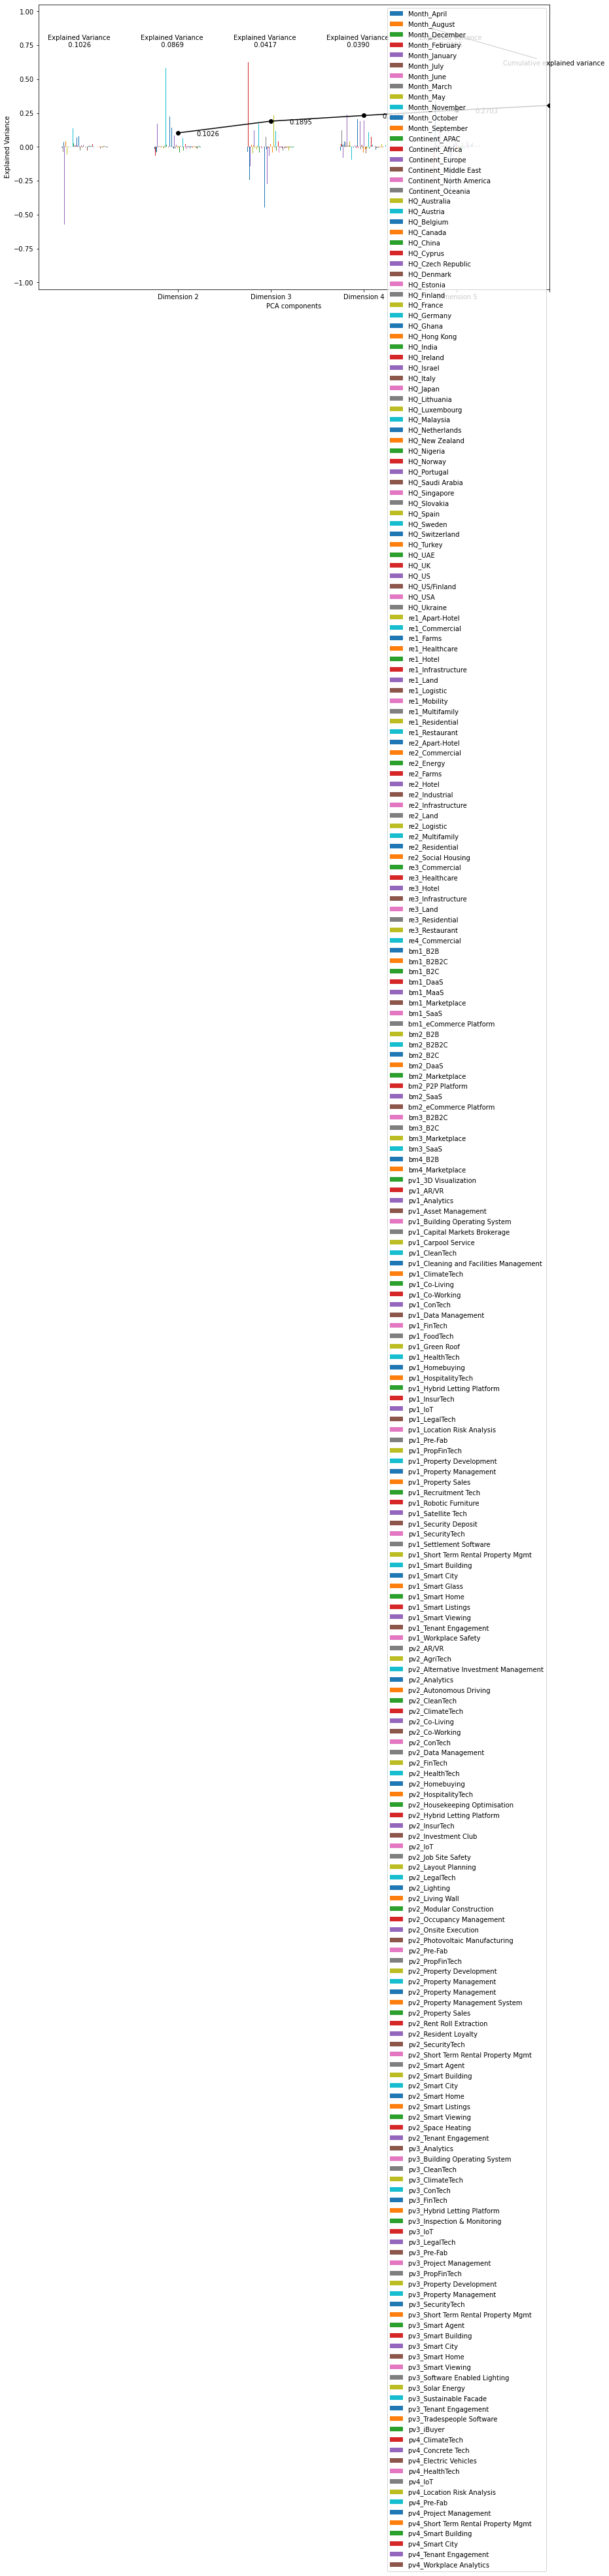 1.00
0.75
0.50
0.25
0.00
−0.25
−0.50
−0.75
−1.00
Explained Variance
Explained Variance
0.1026
Explained Variance
0.0869
Explained Variance
0.0417
Explained Variance
0.0390
Cumulative explained variance
0.1026
0.1895
0.2703
Dimension 2
Dimension 3
Dimension 4
PCA components
Month_April
Month_August
Month_December
Month_February
Month_January
Month_July
Month_June
Month_March
Month_May
Month_November
Month_October
Month_September
Continent_APAC
Continent_Africa
Continent_Europe
Continent_Middle East
Continent_North America
Continent_Oceania
HQ_Australia
HQ_Austria
HQ_Belgium
HQ_Canada
HQ_China
HQ_Cyprus
HQ_Czech Republic
HQ_Denmark
HQ_Estonia
HQ_Finland
HQ_France
HQ_Germany
HQ_Ghana
HQ_Hong Kong
HQ_India
HQ_Ireland
HQ_Israel
HQ_Italy
HQ_Japan
HQ_Lithuania
HQ_Luxembourg
HQ_Malaysia
HQ_Netherlands
HQ_New Zealand
HQ_Nigeria
HQ_Norway
HQ_Portugal
HQ_Saudi Arabia
HQ_Singapore
HQ_Slovakia
HQ_Spain
HQ_Sweden
HQ_Switzerland
HQ_Turkey
HQ_UAE
HQ_UK
HQ_US
HQ_US/Finland
HQ_USA
HQ_Ukraine
re1_Apart-Hotel
re1_Commercial
re1_Farms
re1_Healthcare
re1_Hotel
re1_Infrastructure
re1_Land
re1_Logistic
re1_Mobility
re1_Multifamily
re1_Residential
re1_Restaurant
re2_Apart-Hotel
re2_Commercial
re2_Energy
re2_Farms
re2_Hotel
re2_Industrial
re2_Infrastructure
re2_Land
re2_Logistic
re2_Multifamily
re2_Residential
re2_Social Housing
re3_Commercial
re3_Healthcare
re3_Hotel
re3_Infrastructure
re3_Land
re3_Residential
re3_Restaurant
re4_Commercial
bm1_B2B
bm1_B2B2C
bm1_B2C
bm1_DaaS
bm1_MaaS
bm1_Marketplace
bm1_SaaS
bm1_eCommerce Platform
bm2_B2B
bm2_B2B2C
bm2_B2C
bm2_DaaS
bm2_Marketplace
bm2_P2P Platform
bm2_SaaS
bm2_eCommerce Platform
bm3_B2B2C
bm3_B2C
bm3_Marketplace
bm3_SaaS
bm4_B2B
bm4_Marketplace
pv1_3D Visualization
pv1_AR/VR
pv1_Analytics
pv1_Asset Management
pv1_Building Operating System
pv1_Capital Markets Brokerage
pv1_Carpool Service
pv1_CleanTech
pv1_Cleaning and Facilities Management
pv1_ClimateTech
pv1_Co-Living
pv1_Co-Working
pv1_ConTech
pv1_Data Management
pv1_FinTech
pv1_FoodTech
pv1_Green Roof
pv1_HealthTech
pv1_Homebuying
pv1_HospitalityTech
pv1_Hybrid Letting Platform
pv1_InsurTech
pv1_IoT
pv1_LegalTech
pv1_Location Risk Analysis
pv1_Pre-Fab
pv1_PropFinTech
pv1_Property Development
pv1_Property Management
pv1_Property Sales
pv1_Recruitment Tech
pv1_Robotic Furniture
pv1_Satellite Tech
pv1_Security Deposit
pv1_SecurityTech
pv1_Settlement Software
pv1_Short Term Rental Property Mgmt
pv1_Smart Building
pv1_Smart City
pv1_Smart Glass
pv1_Smart Home
pv1_Smart Listings
pv1_Smart Viewing
pv1_Tenant Engagement
pv1_Workplace Safety
pv2_AR/VR
pv2_AgriTech
pv2_Alternative Investment Management
pv2_Analytics
pv2_Autonomous Driving
pv2_CleanTech
pv2_ClimateTech
pv2_Co-Living
pv2_Co-Working
pv2_ConTech
pv2_Data Management
pv2_FinTech
pv2_HealthTech
pv2_Homebuying
pv2_HospitalityTech
pv2_Housekeeping Optimisation
pv2_Hybrid Letting Platform
pv2_InsurTech
pv2_Investment Club
pv2_IoT
pv2_Job Site Safety
pv2_Layout Planning
pv2_LegalTech
pv2_Lighting
pv2_Living Wall
pv2_Modular Construction
pv2_Occupancy Management
pv2_Onsite Execution
pv2_Photovoltaic Manufacturing
pv2_Pre-Fab
pv2_PropFinTech
pv2_Property Development
pv2_Property Management
pv2_Property Management
pv2_Property Management System
pv2_Property Sales
pv2_Rent Roll Extraction
pv2_Resident Loyalty
pv2_SecurityTech
pv2_Short Term Rental Property Mgmt
pv2_Smart Agent
pv2_Smart Building
pv2_Smart City
pv2_Smart Home
pv2_Smart Listings
pv2_Smart Viewing
pv2_Space Heating
pv2_Tenant Engagement
pv3_Analytics
pv3_Building Operating System
pv3_CleanTech
pv3_ClimateTech
pv3_ConTech
pv3_FinTech
pv3_Hybrid Letting Platform
pv3_Inspection & Monitoring
pv3_IoT
pv3_LegalTech
pv3_Pre-Fab
pv3_Project Management
pv3_PropFinTech
pv3_Property Development
pv3_Property Management
pv3_SecurityTech
pv3_Short Term Rental Property Mgmt
pv3_Smart Agent
pv3_Smart Building
pv3_Smart City
pv3_Smart Home
pv3_Smart Viewing
pv3_Software Enabled Lighting
pv3_Solar Energy
pv3_Sustainable Facade
pv3_Tenant Engagement
pv3_Tradespeople Software
pv3_iBuyer
pv4_ClimateTech
pv4_Concrete Tech
pv4_Electric Vehicles
pv4_HealthTech
pv4_IoT
pv4_Location Risk Analysis
pv4_Pre-Fab
pv4_Project Management
pv4_Short Term Rental Property Mgmt
pv4_Smart Building
pv4_Smart City
pv4_Tenant Engagement
pv4_Workplace Analytics